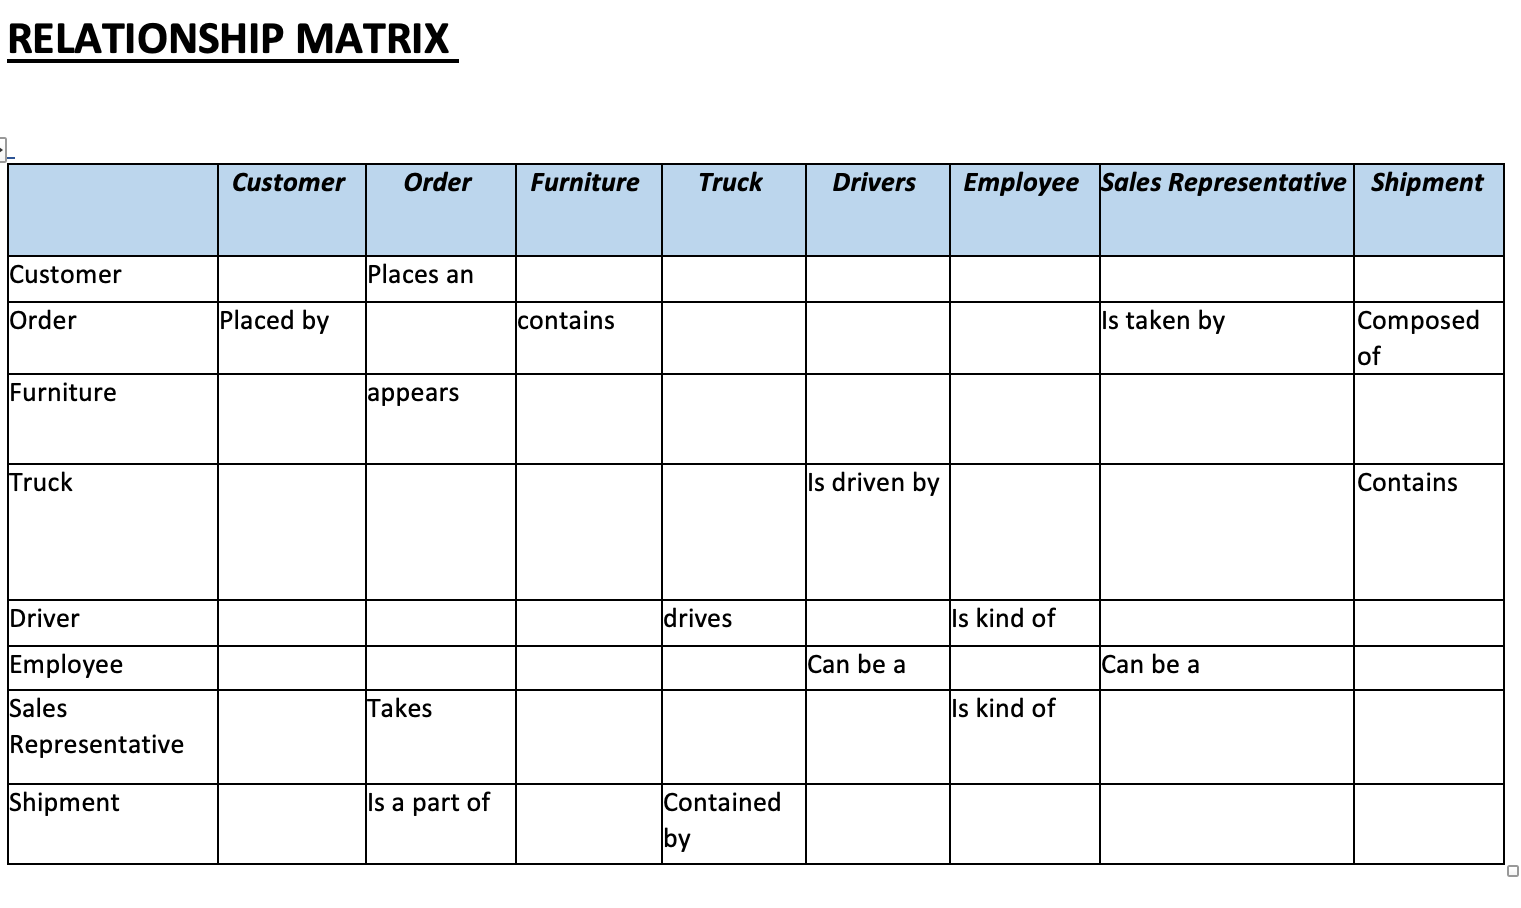 RELATIONSHIP MATRIX
Customer Order Furniture Truck Drivers Employee Sales Representative Shipment
Customer Places an
Order Placed by contains Is taken by Composed
of
Furniture appears
Truck Is driven by Contains
Driver drives Is kind of
Employee Can be a Can be a
Sales Takes Is kind of
Representative
Shipment Is a part of Contained
by